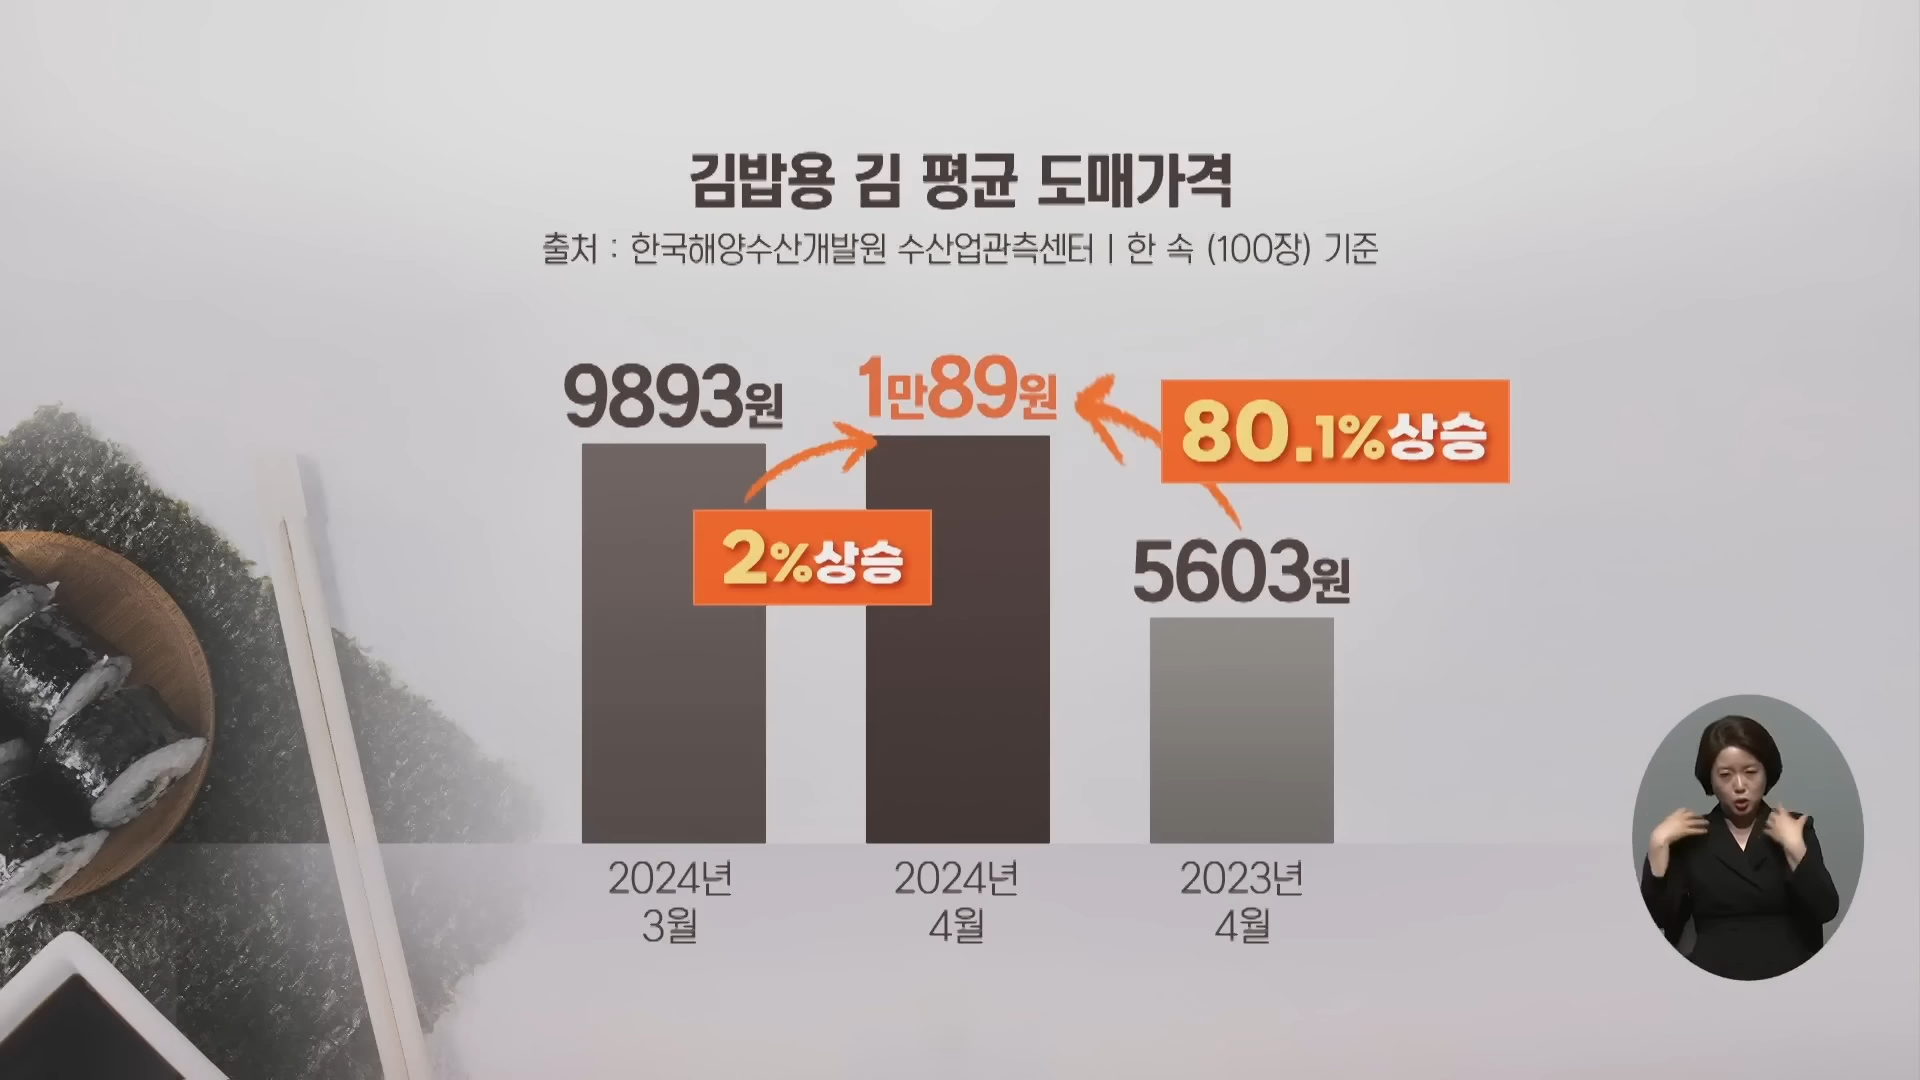 김밥용 김 평균 도매가격
출처 : 한국해양수산개발원 수산업관측센터 | 한 속 (100장) 기준
9893원
1만89원
80.1%상승
2%상승
5603원
2024년
3월
2024년
4월
2023년
4월